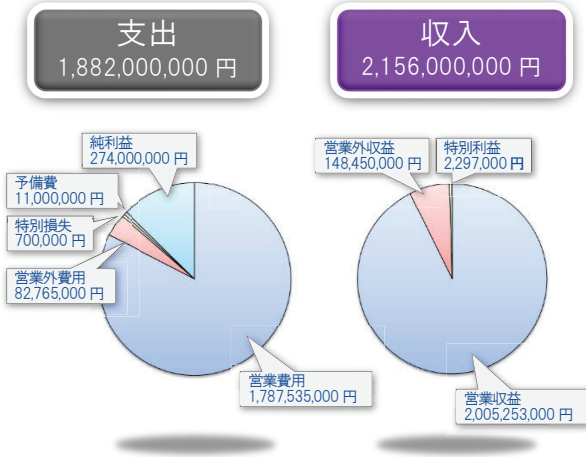 支出
1,882,000,000 円
収入
2,156,000,000 円
純利益
274,000,000 円
予備費
11,000,000 円
特別損失
700,000 円
営業外費用
82,765,000 円
営業費用
1,787,535,000 円
営業外収益
148,450,000 円
特別利益
2,297,000 円
営業収益
2,005,253,000 円